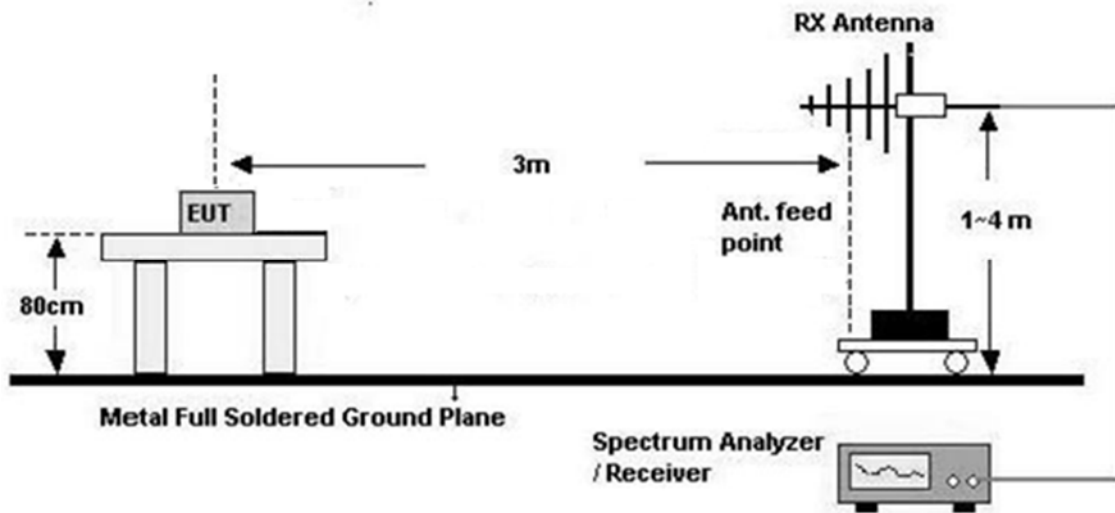 RX Antenna
3m
EUT
Ant. feed
point
1~4 m
80cm
Metal Full Soldered Ground Plane
Spectrum Analyzer
/ Receiver